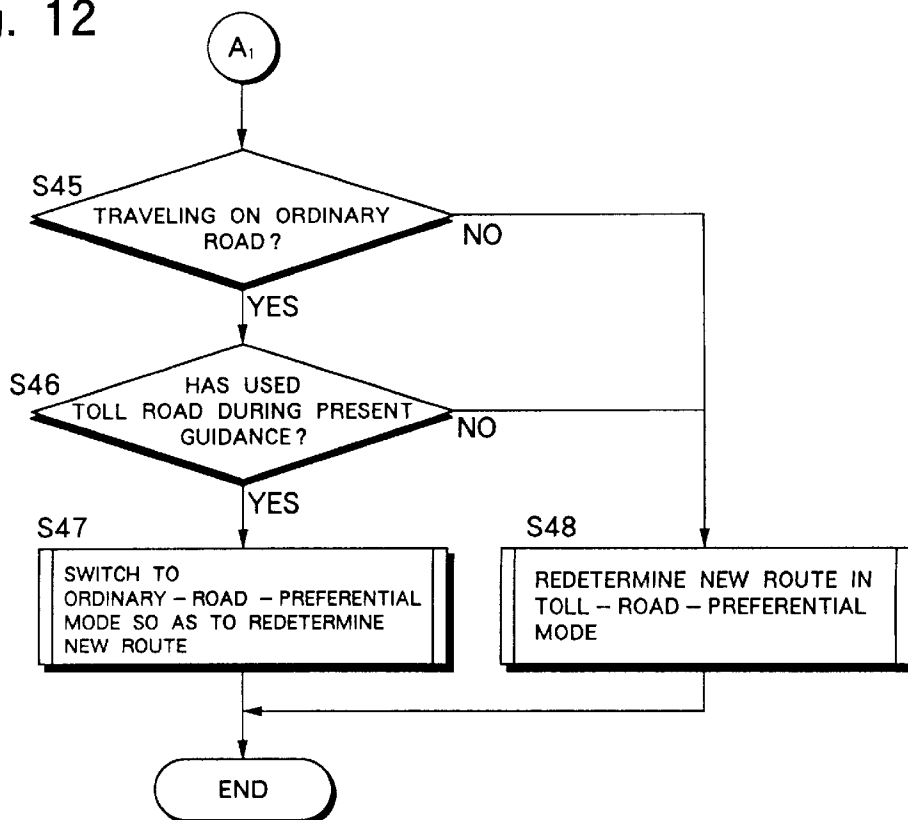 . 12
A1
S45
TRAVELING ON ORDINARY
ROAD?
NO
YES
S46
HAS USED
TOLL ROAD DURING PRESENT
GUIDANCE?
NO
YES
S47
SWITCH TO
ORDINARY-ROAD-PREFERENTIAL
MODE SO AS TO REDETERMINE
NEW ROUTE
S48
REDETERMINE NEW ROUTE IN
TOLL-ROAD-PREFERENTIAL
MODE
END